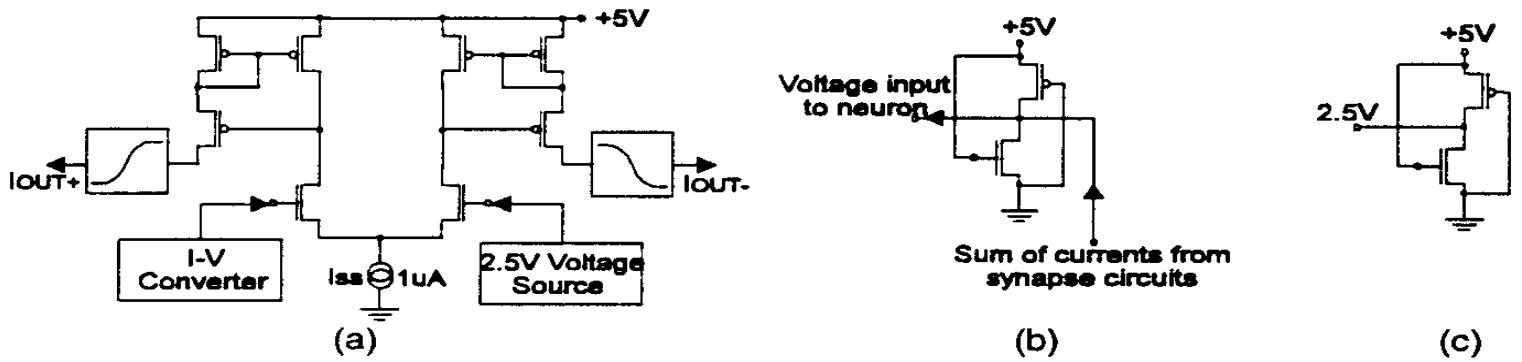 +5V
IOUT+
IOUT-
I-V
Converter
Iss
1uA
2.5V Voltage
Source
(a)
+5V
Voltage input
to neuron
Sum of currents from
synapse circuits
(b)
+5V
2.5V
(c)